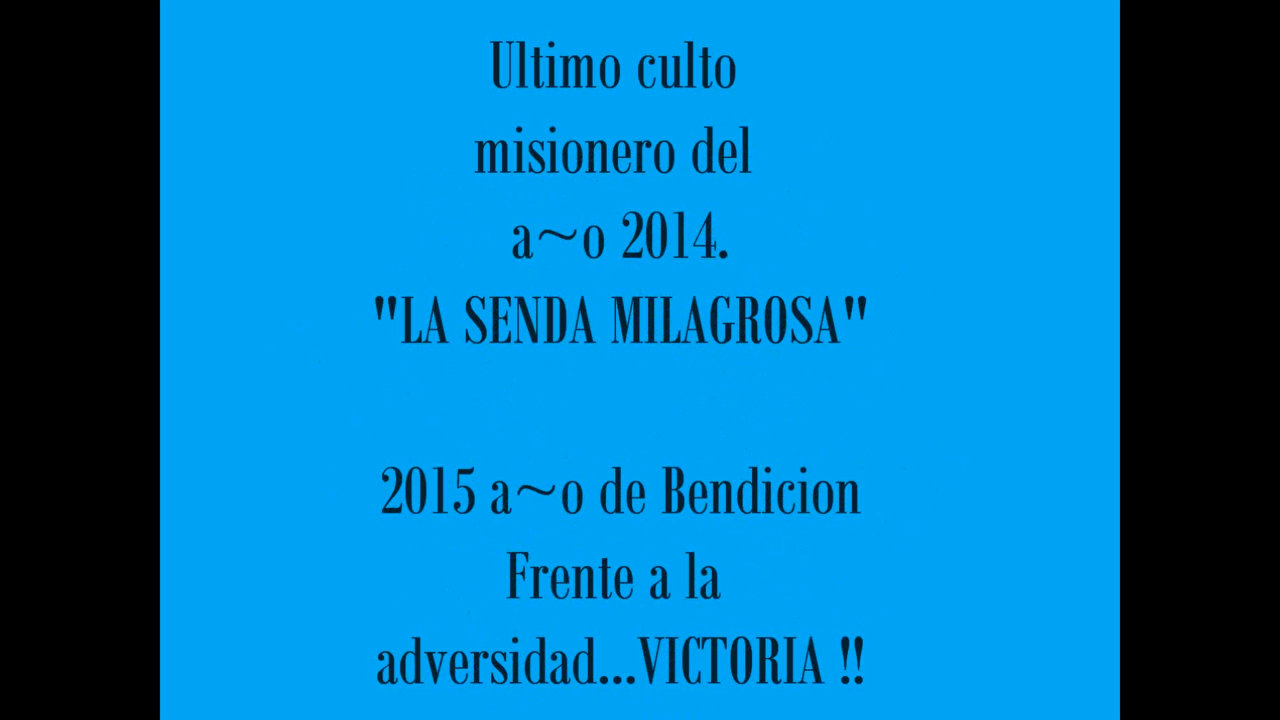 Ultimo culto
misionero del
a~o 2014.
"LA SENDA MILAGROSA"
2015 a~o de Bendicion
Frente a la
adversidad...VICTORIA !!